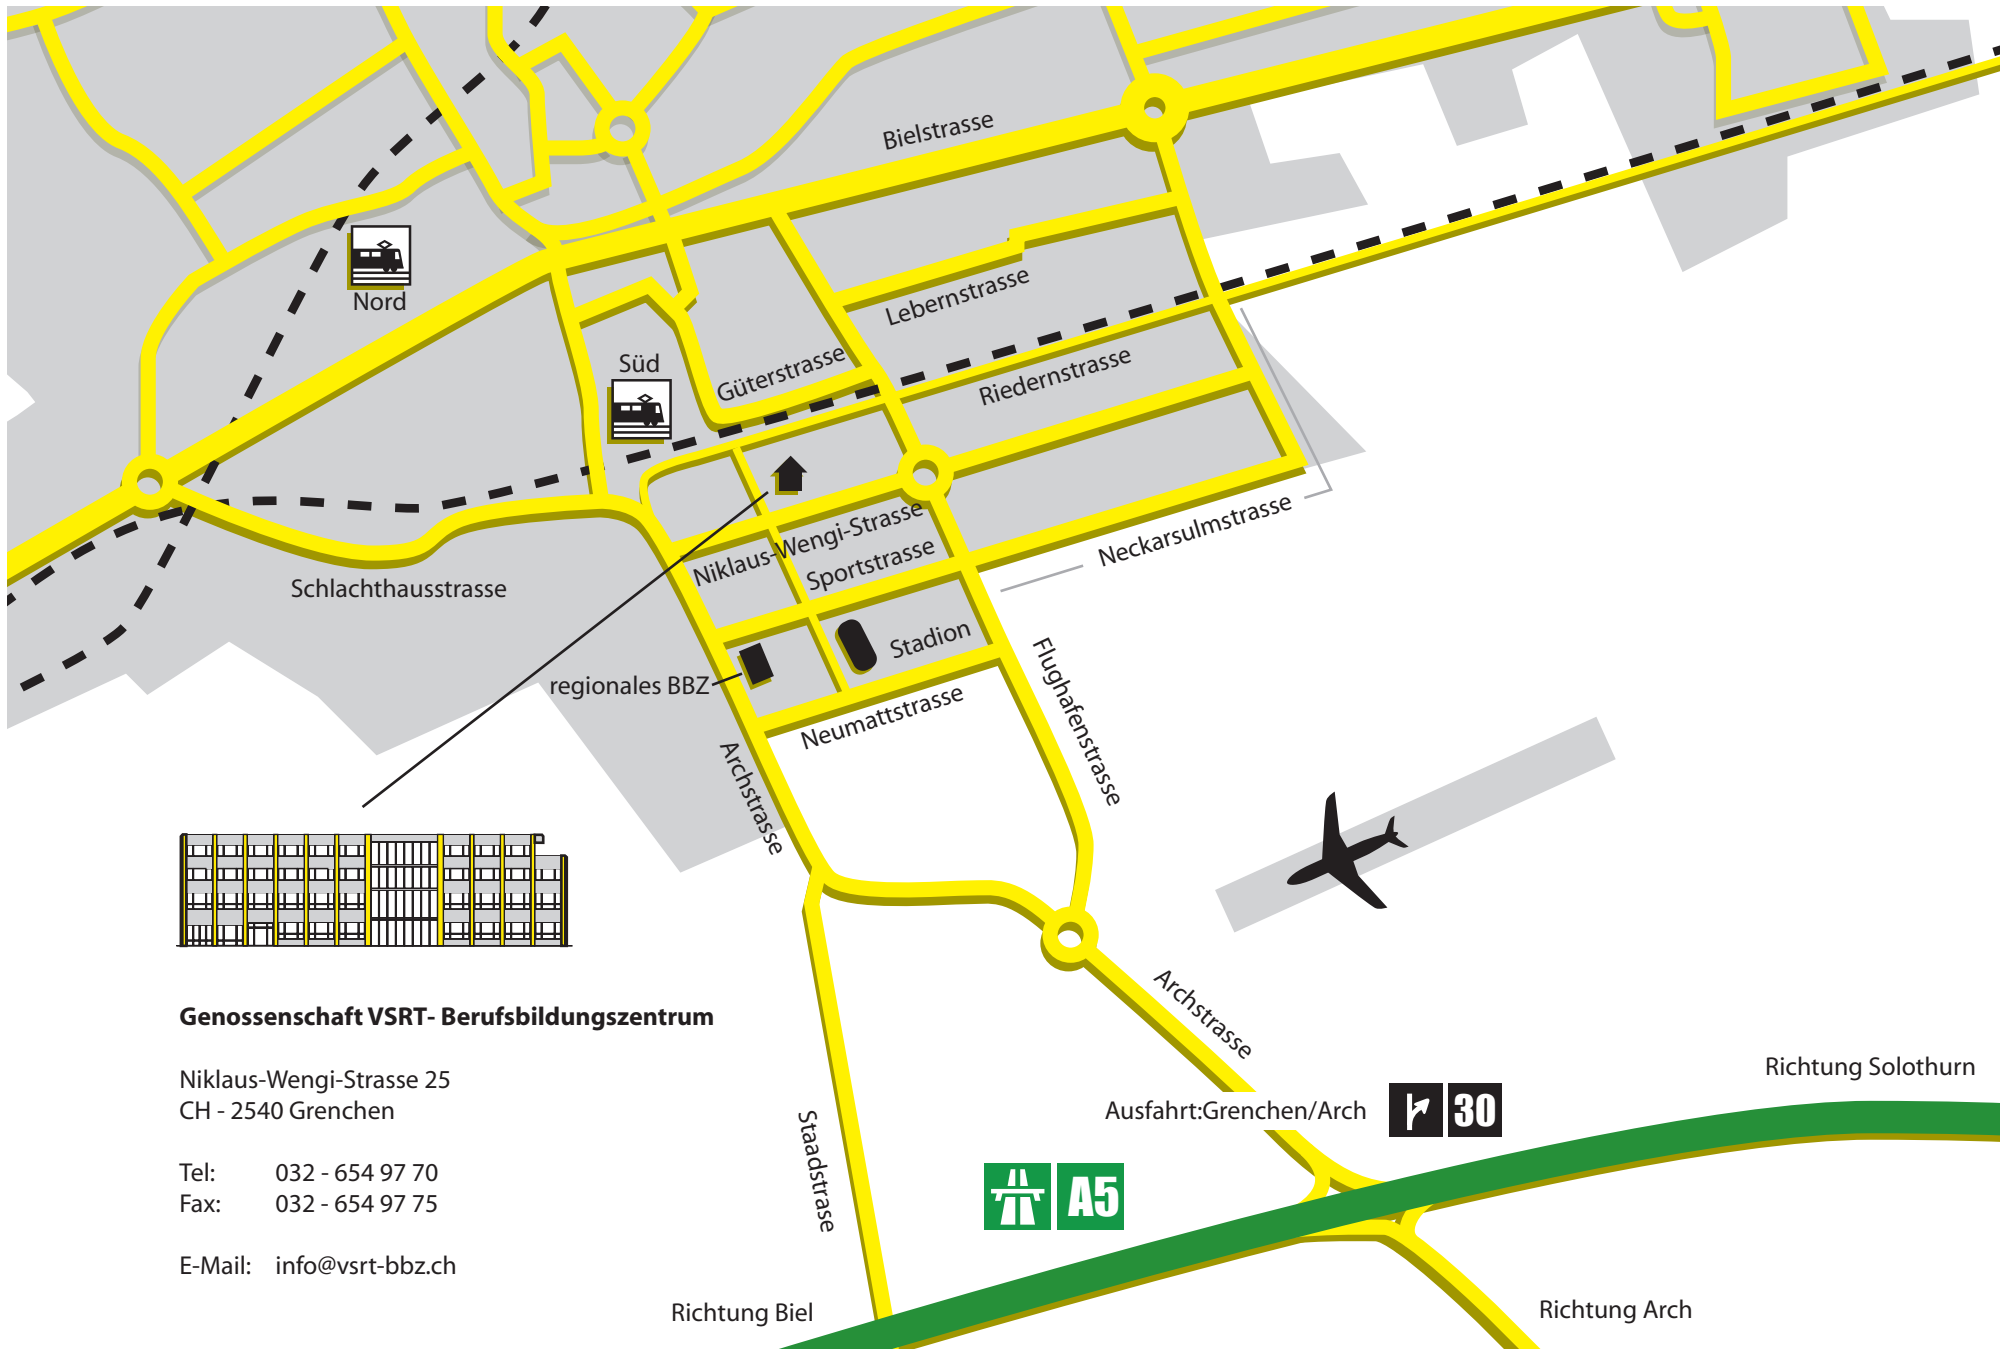 Bielstrasse
Nord
Lebernstrasse
Süd
Güterstrasse
Riedernstrasse
Niklaus-Wengi-Strasse
Neckarsulmstrasse
Sportstrasse
Schlachthausstrasse
Stadion
regionales BBZ
Neumattstrasse
Flughafenstrasse
Archstrasse
Archstrasse
Genossenschaft VSRT- Berufsbildungszentrum
Niklaus-Wengi-Strasse 25
CH - 2540 Grenchen
Tel: 032 - 654 97 70
Fax: 032 - 654 97 75
E-Mail: info@vsrt-bbz.ch
Staadstrase
Richtung Solothurn
Ausfahrt:Grenchen/Arch 30
A5
Richtung Biel
Richtung Arch